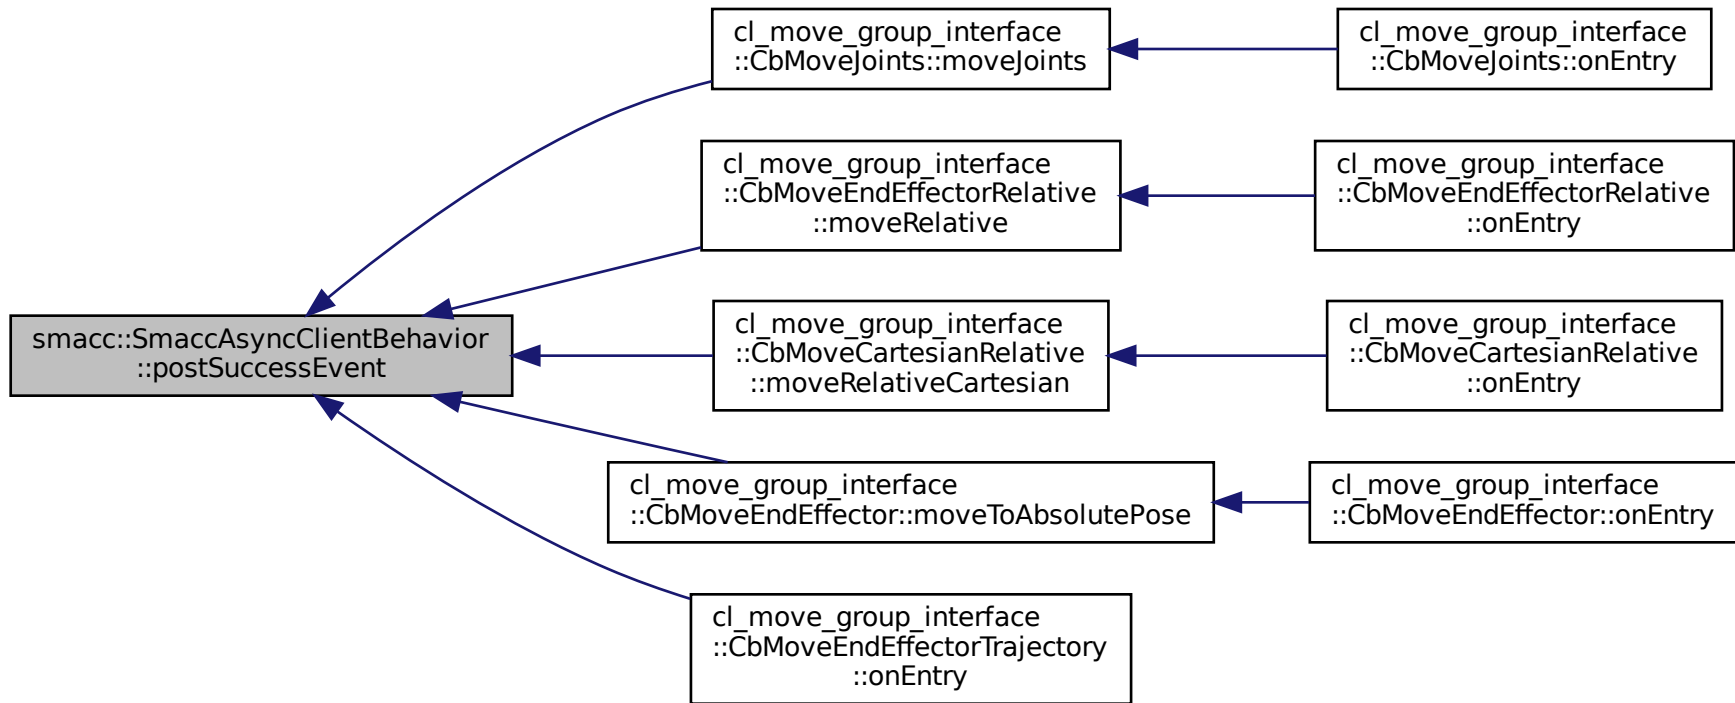 cl_move_group_interface
::CbMoveJoints::moveJoints
cl_move_group_interface
::CbMoveJoints::onEntry
cl_move_group_interface
::CbMoveEndEffectorRelative
::moveRelative
cl_move_group_interface
::CbMoveEndEffectorRelative
::onEntry
smacc::SmaccAsyncClientBehavior
::postSuccessEvent
cl_move_group_interface
::CbMoveCartesianRelative
::moveRelativeCartesian
cl_move_group_interface
::CbMoveCartesianRelative
::onEntry
cl_move_group_interface
::CbMoveEndEffector::moveToAbsolutePose
cl_move_group_interface
::CbMoveEndEffector::onEntry
cl_move_group_interface
::CbMoveEndEffectorTrajectory
::onEntry